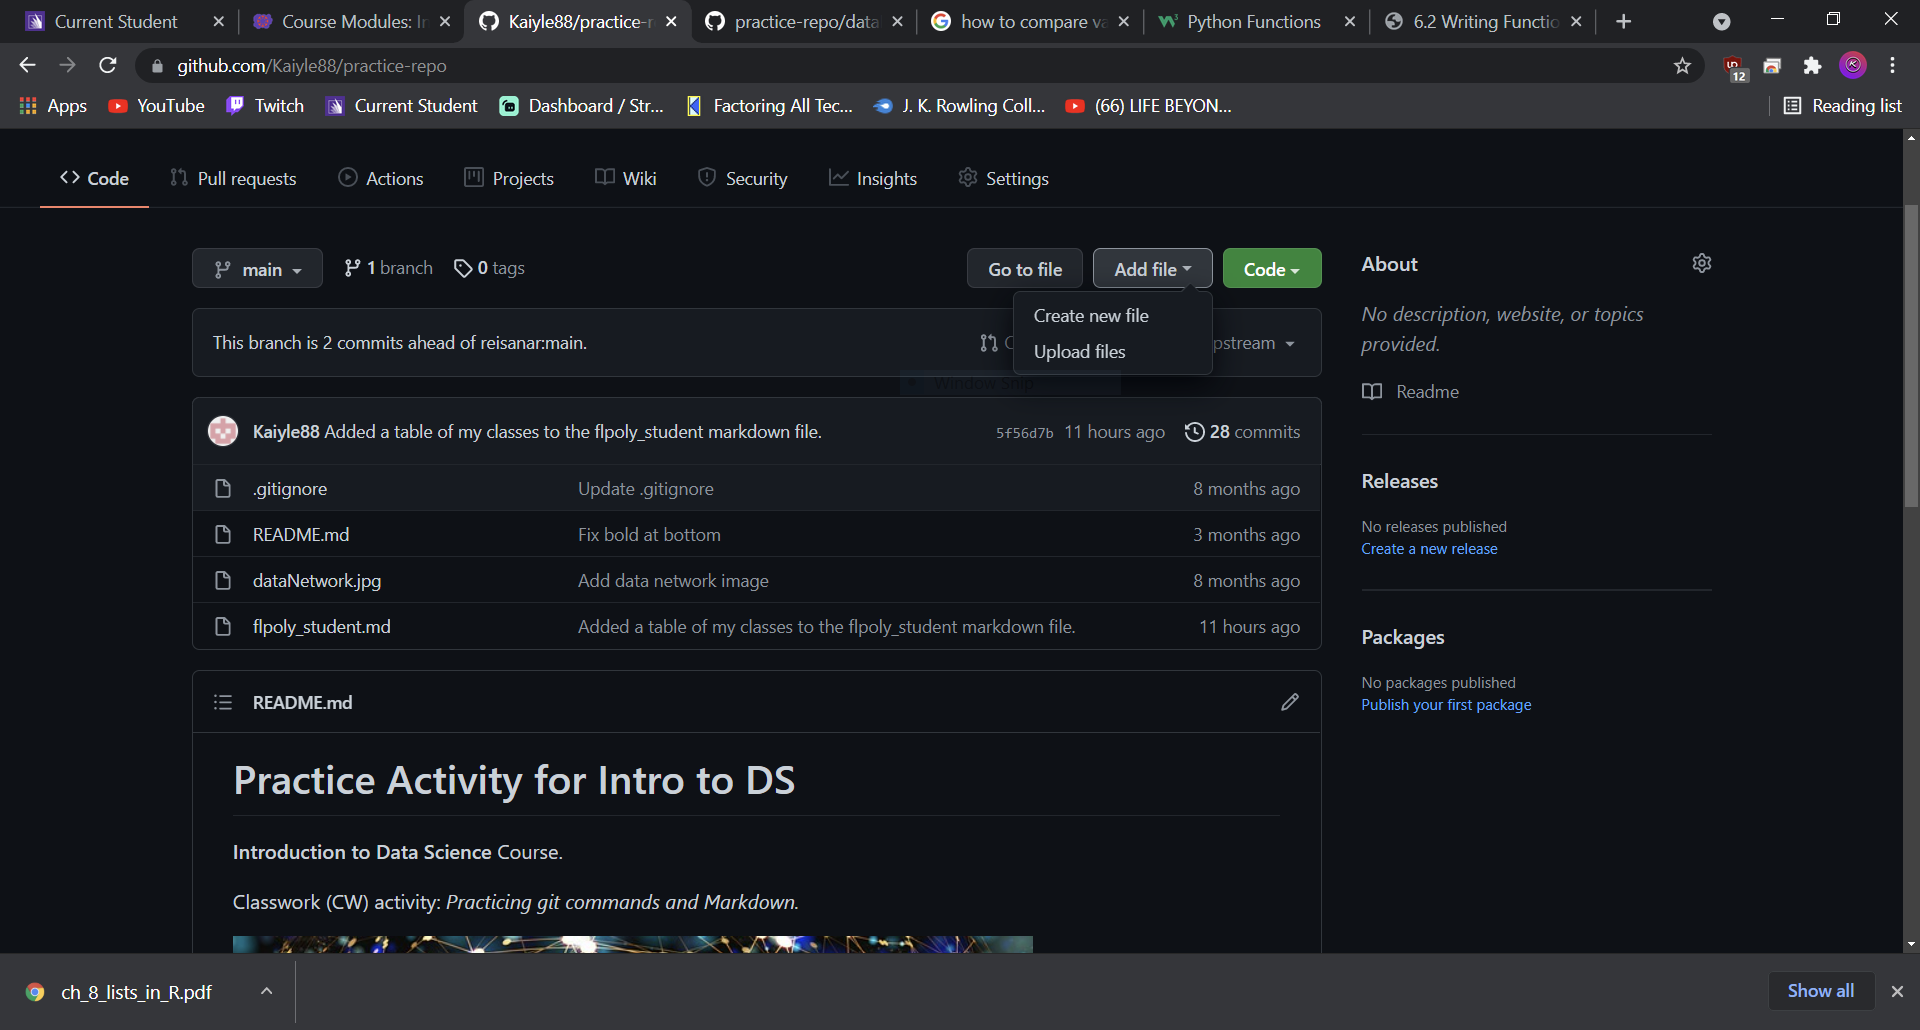 Current Student
Course Modules: In
Kaiyle88/practice-r
practice-repo/data
how to compare va
Python Functions
6.2 Writing Functio
github.com/Kaiyle88/practice-repo
12
Apps
YouTube
Twitch
Current Student
Dashboard / Str...
Factoring All Tec...
J. K. Rowling Coll...
(66) LIFE BEYON...
Reading list
Code
Pull requests
Actions
Projects
Wiki
Security
Insights
Settings
main
1 branch
0 tags
Go to file
Add file
Code
Create new file
Upload files
This branch is 2 commits ahead of reisanar:main.
C
pstream
Window Snip
Kaiyle88 Added a table of my classes to the flpoly_student markdown file.
5f56d7b 11 hours ago
28 commits
.gitignore
Update .gitignore
8 months ago
README.md
Fix bold at bottom
3 months ago
dataNetwork.jpg
Add data network image
8 months ago
flpoly_student.md
Added a table of my classes to the flpoly_student markdown file.
11 hours ago
About
No description, website, or topics
provided.
Readme
Releases
No releases published
Create a new release
Packages
No packages published
Publish your first package
README.md
Practice Activity for Intro to DS
Introduction to Data Science Course.
Classwork (CW) activity: Practicing git commands and Markdown.
ch_8_lists_in_R.pdf
Show all